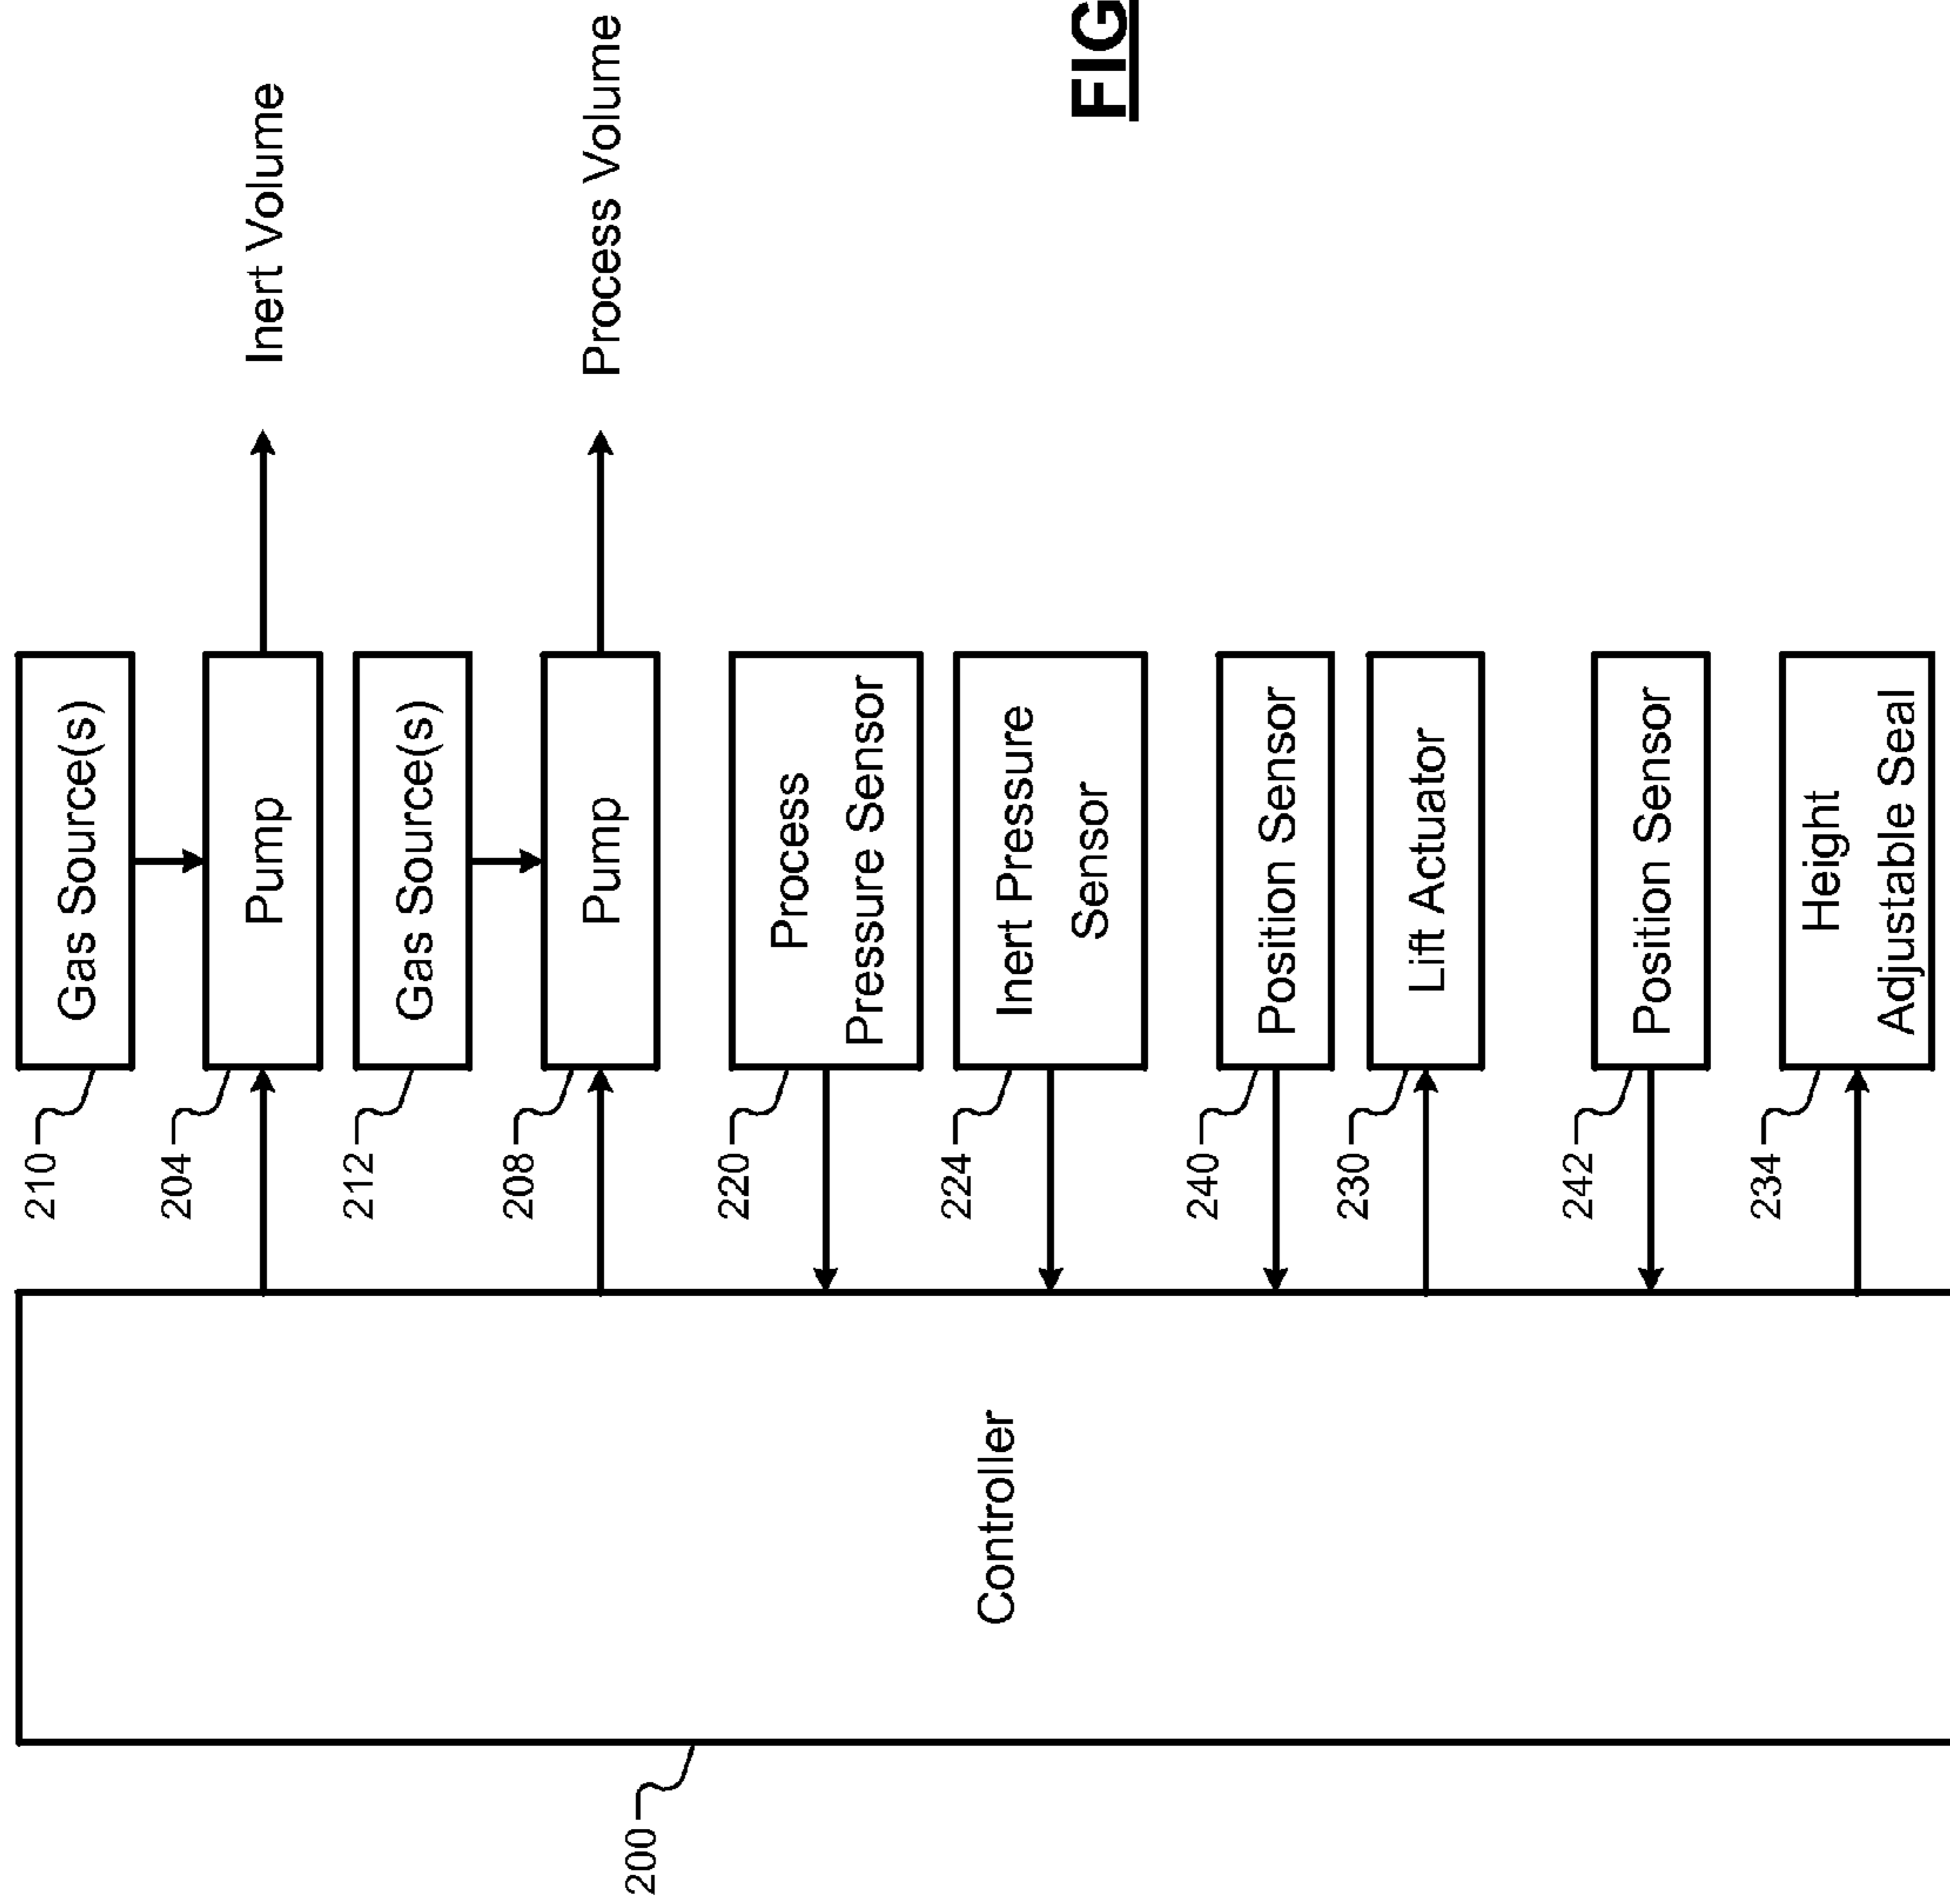 210
Gas Source(s)
204
Pump
Inert Volume
212
Gas Source(s)
208
Pump
Process Volume
220
Process
Pressure Sensor
224
Inert Pressure
Sensor
240
Position Sensor
230
Lift Actuator
242
Position Sensor
234
Height
Adjustable Seal
200
Controller
FIG